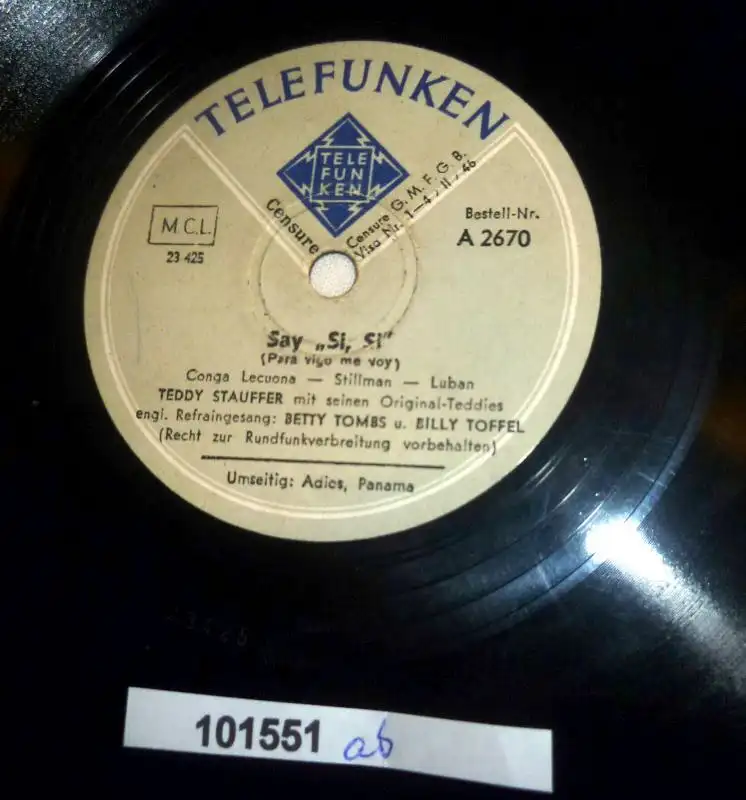 TELEFUNKEN
TELE
FUN
KEN
Censure
Censure G. M. F. G. B.
Visa Nr. 1—4 / 11 / 46
M.C.L.
23 425
Bestell-Nr.
A 2670
Say „Si, Si"
(Para vigo me voy)
Conga Lecuona — Stillman — Luban
TEDDY STAUFFER mit seinen Original-Teddies
engl. Refraingesang: BETTY TOMBS u. BILLY TOFFEL
(Recht zur Rundfunkverbreitung vorbehalten)
Umseitig: Adios, Panama
101551 ab